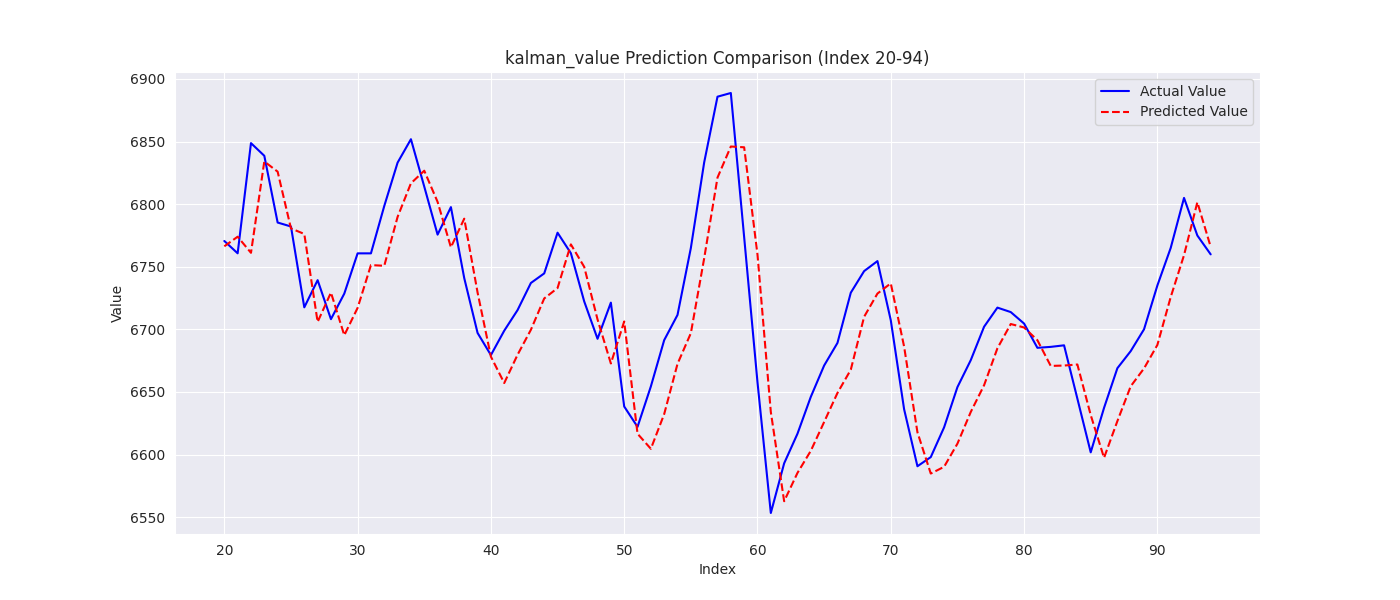 kalman_value Prediction Comparison (Index 20-94)
Actual Value
Predicted Value
Value
6900
6850
6800
6750
6700
6650
6600
6550
20 30 40 50 60 70 80 90
Index